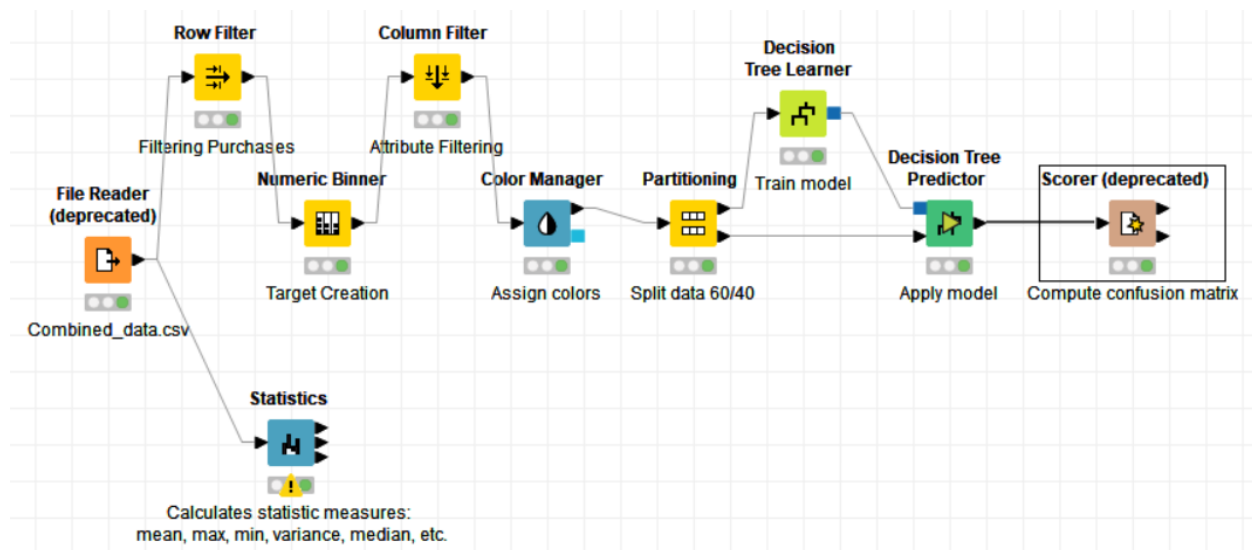 Row Filter
Filtering Purchases
Column Filter
Attribute Filtering
Decision
Tree Learner
Train model
File Reader
(deprecated)
Combined_data.csv
Numeric Binner
Target Creation
Color Manager
Assign colors
Partitioning
Split data 60/40
Decision Tree
Predictor
Apply model
Scorer (deprecated)
Compute confusion matrix
Statistics
Calculates statistic measures:
mean, max, min, variance, median, etc.